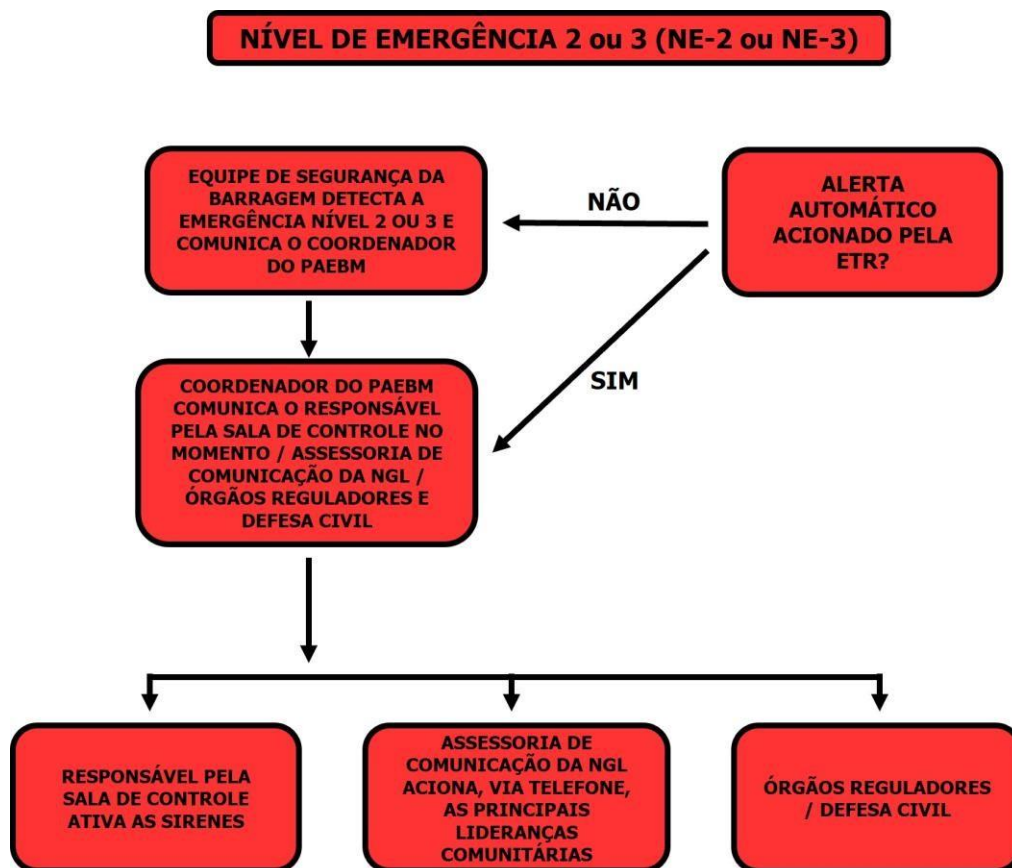 NÍVEL DE EMERGÊNCIA 2 ou 3 (NE-2 ou NE-3)
EQUIPE DE SEGURANÇA DA
BARRAGEM DETECTÁ A
EMERGÊNCIA NÍVEL 2 OU 3 E
COMUNICA O COORDENADOR
DO PAEBM
NÃO
ALERTA
AUTOMÁTICO
ACIONADO PELA
ETR?
SIM
COORDENADOR DO PAEBM
COMUNICA O RESPONSÁVEL
PELA SALA DE CONTROLE NO
MOMENTO / ASSESSORIA DE
COMUNICAÇÃO DA NGL /
ÓRGÃOS REGULADORES E
DEFESA CIVIL
RESPONSÁVEL PELA
SALA DE CONTROLE
ATIVA AS SIRENES
ASSESSORIA DE
COMUNICAÇÃO DA NGL
ACIONA, VIA TELEFONE,
AS PRINCIPAIS
LIDERANÇAS
COMUNITÁRIAS
ÓRGÃOS REGULADORES
/ DEFESA CIVIL